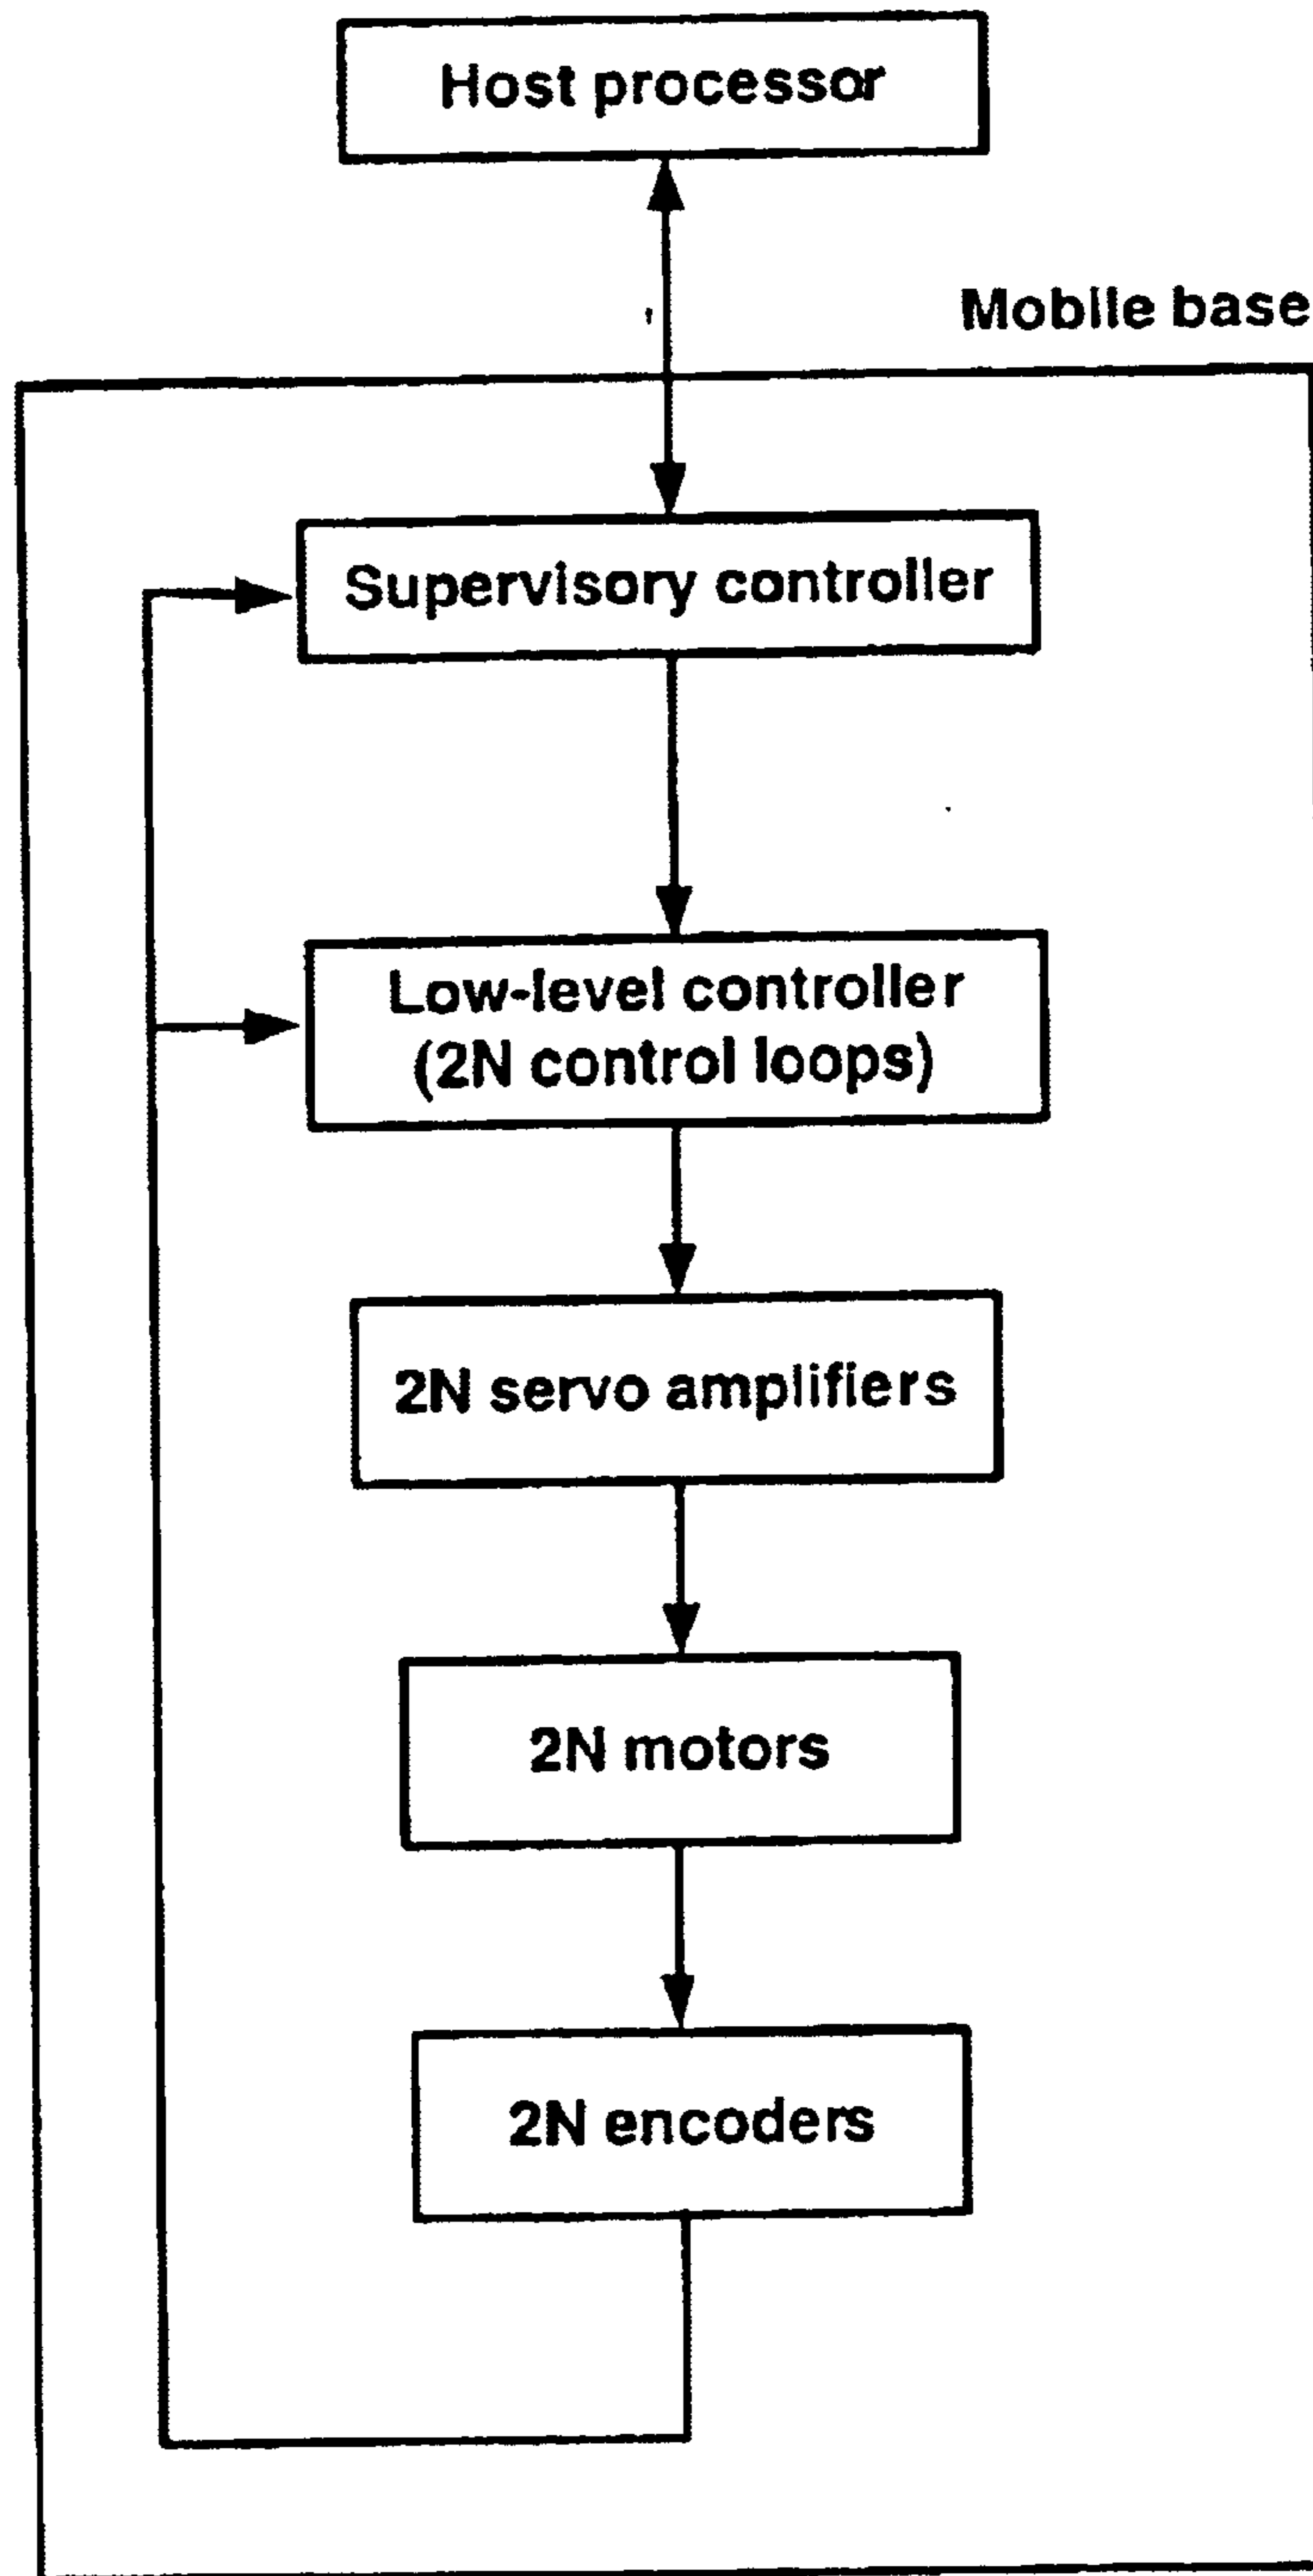 Host processor
Mobile base
Supervisory controller
Low-level controller
(2N control loops)
2N servo amplifiers
2N motors
2N encoders